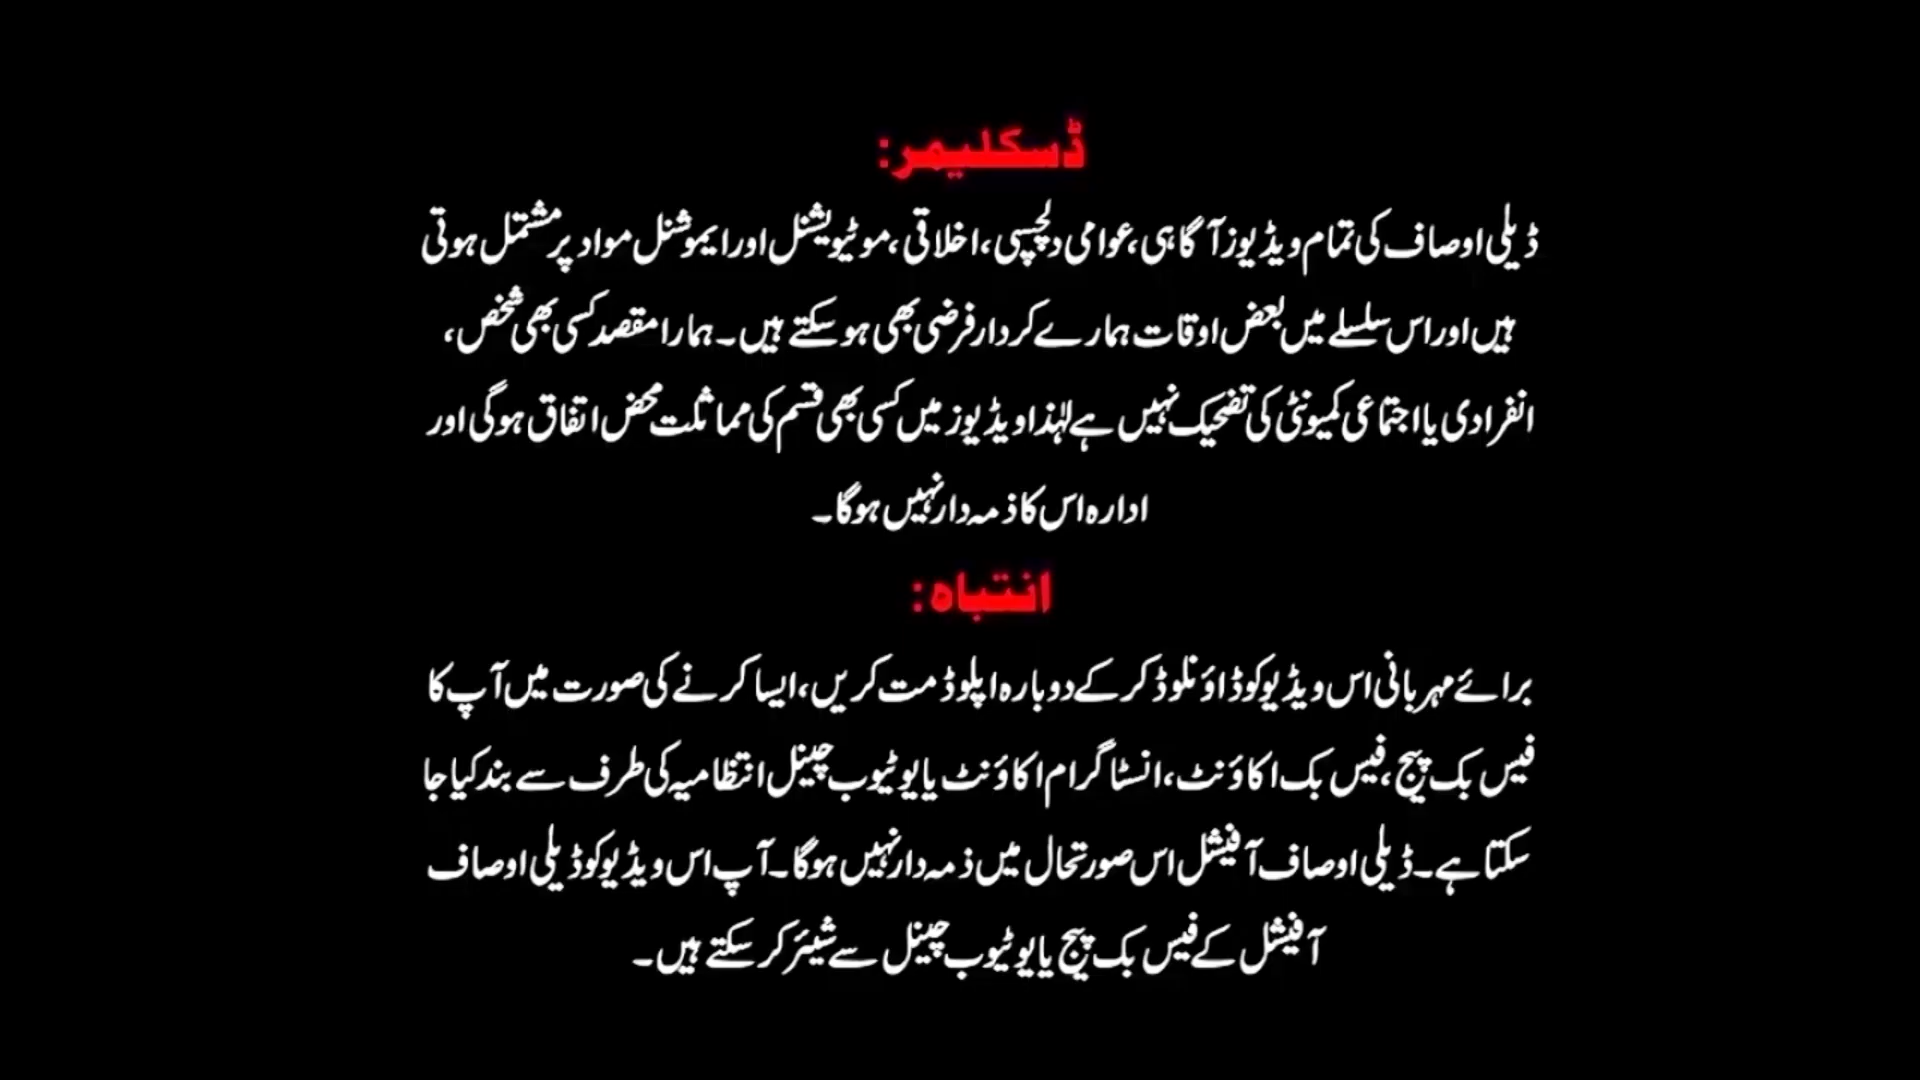 ڈسکلیمر:
ڈیلی اوصاف کی تمام ویڈیوز آگاہی، عوامی دلچسپی، اخلاقی، موٹیویشنل اور ایموشنل مواد پر مشتمل ہوتی
ہیں اور اس سلسلے میں بعض اوقات ہمارے کردار فرضی بھی ہو سکتے ہیں۔ ہمارا مقصد کسی بھی شخص،
انفرادی یا اجتماعی کمیونٹی کی تضحیک نہیں ہے لہٰذا ویڈیوز میں کسی بھی قسم کی مماثلت محض اتفاق ہوگی اور
ادارہ اس کا ذمہ دار نہیں ہوگا۔
انتباہ:
برائے مہربانی اس ویڈیو کو ڈاؤنلوڈ کر کے دوبارہ اپلوڈ مت کریں، ایسا کرنے کی صورت میں آپ کا
فیس بک پیج، فیس بک اکاؤنٹ، انسٹاگرام اکاؤنٹ یا یوٹیوب چینل انتظامیہ کی طرف سے بند کیا جا
سکتا ہے۔ ڈیلی اوصاف آفیشل اس صورتحال میں ذمہ دار نہیں ہوگا۔ آپ اس ویڈیو کو ڈیلی اوصاف
آفیشل کے فیس بک پیج یا یوٹیوب چینل سے شیئر کر سکتے ہیں۔